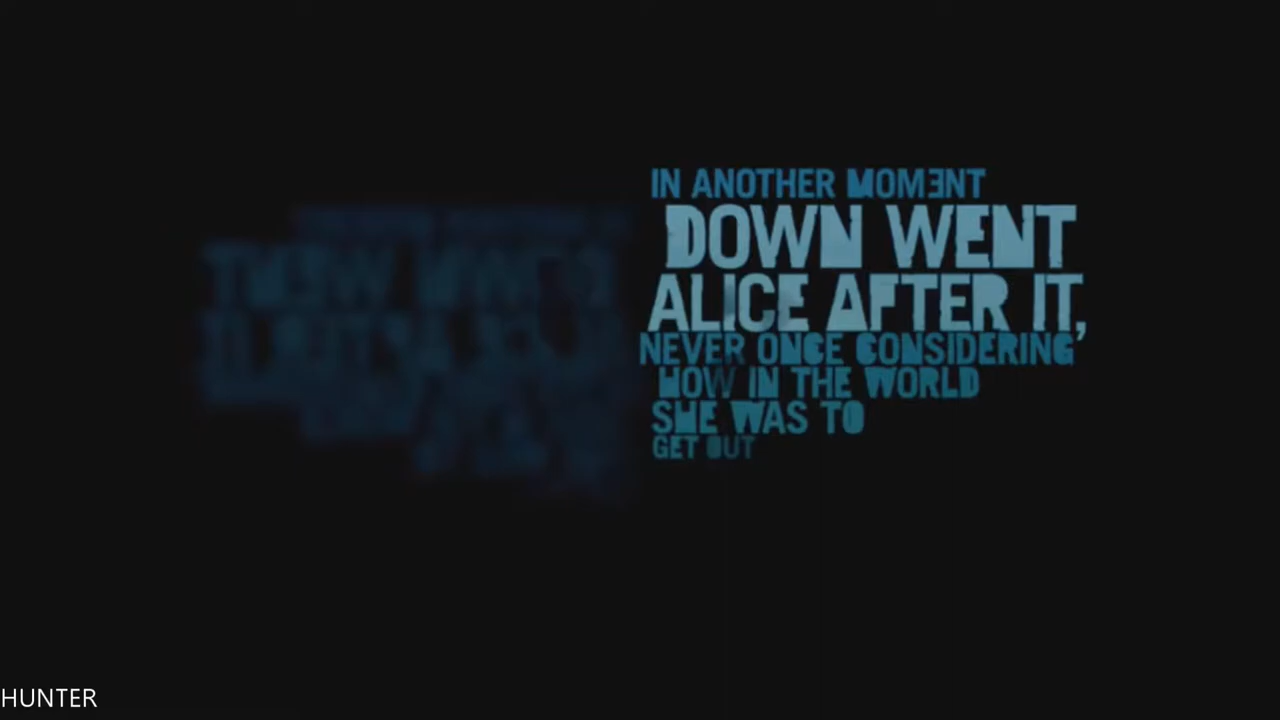 IN ANOTHER MOMENT
DOWN WENT
ALICE AFTER IT,
NEVER ONCE CONSIDERING
HOW IN THE WORLD
SHE WAS TO
GET OUT
HUNTER